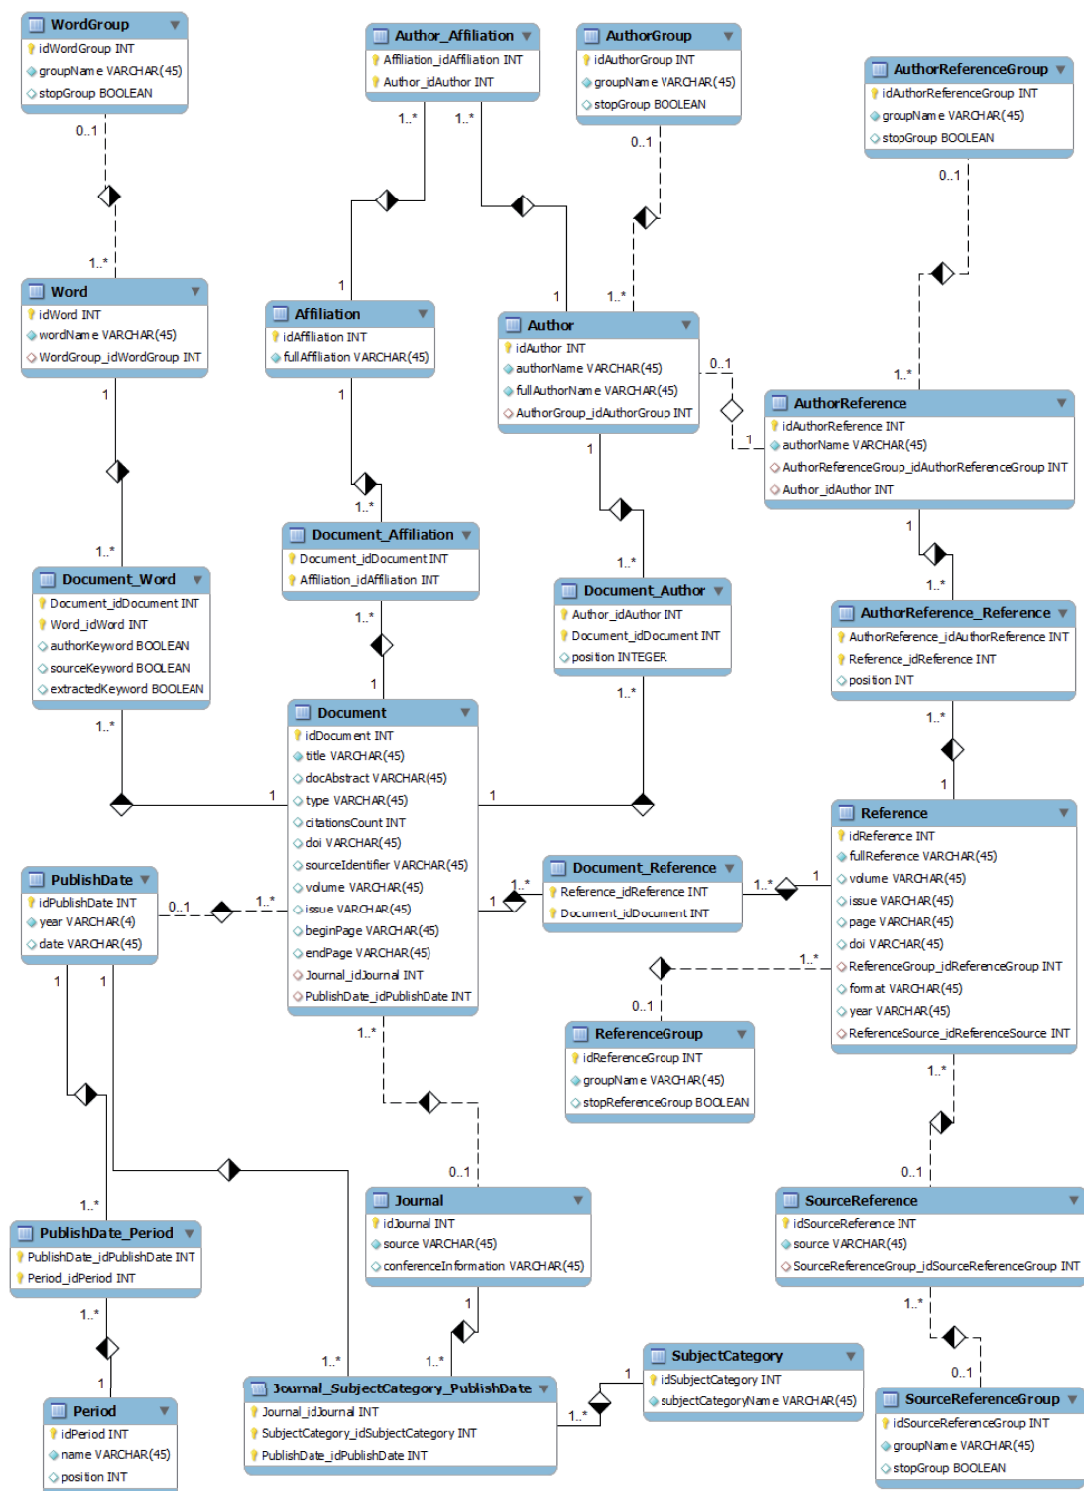 WordGroup
idWordGroup INT
groupName VARCHAR(45)
stopGroup BOOLEAN
0..1
1..*
Author_Affiliation
Affiliation_idAffiliation INT
Author_idAuthor INT
1..*
1..*
AuthorGroup
idAuthorGroup INT
groupName VARCHAR(45)
stopGroup BOOLEAN
0..1
AuthorReferenceGroup
idAuthorReferenceGroup INT
groupName VARCHAR(45)
stopGroup BOOLEAN
0..1
Word
idWord INT
wordName VARCHAR(45)
WordGroup_idWordGroup INT
1
1..*
1
Affiliation
idAffiliation INT
fullAffiliation VARCHAR(45)
1
1..*
1
1..*
Author
idAuthor INT
authorName VARCHAR(45)
fullAuthorName VARCHAR(45)
AuthorGroup_idAuthorGroup INT
0..1
1
1
1..*
1..*
AuthorReference
idAuthorReference INT
authorName VARCHAR(45)
AuthorReferenceGroup_idAuthorReferenceGroup INT
Author_idAuthor INT
1
1..*
Document_Affiliation
Document_idDocument INT
Affiliation_idAffiliation INT
1..*
1
Document_Word
Document_idDocument INT
Word_idWord INT
authorKeyword BOOLEAN
sourceKeyword BOOLEAN
extractedKeyword BOOLEAN
1..*
1
Document_Author
Author_idAuthor INT
Document_idDocument INT
position INTEGER
1..*
1
AuthorReference_Reference
AuthorReference_idAuthorReference INT
Reference_idReference INT
position INT
1..*
1
Document
idDocument INT
title VARCHAR(45)
docAbstract VARCHAR(45)
type VARCHAR(45)
citationsCount INT
doi VARCHAR(45)
sourceIdentifier VARCHAR(45)
volume VARCHAR(45)
issue VARCHAR(45)
beginPage VARCHAR(45)
endPage VARCHAR(45)
Journal_idJournal INT
PublishDate_idPublishDate INT
1
1..*
Document_Reference
Reference_idReference INT
Document_idDocument INT
1..*
1
Reference
idReference INT
fullReference VARCHAR(45)
volume VARCHAR(45)
issue VARCHAR(45)
page VARCHAR(45)
doi VARCHAR(45)
ReferenceGroup_idReferenceGroup INT
format VARCHAR(45)
year VARCHAR(45)
ReferenceSource_idReferenceSource INT
PublishDate
idPublishDate INT
year VARCHAR(4)
date VARCHAR(45)
0..1
1..*
1
1
1..*
0..1
ReferenceGroup
idReferenceGroup INT
groupName VARCHAR(45)
stopReferenceGroup BOOLEAN
1..*
0..1
1..*
0..1
Journal
idJournal INT
source VARCHAR(45)
conferenceInformation VARCHAR(45)
1
1..*
SourceReference
idSourceReference INT
source VARCHAR(45)
SourceReferenceGroup_idSourceReferenceGroup INT
1..*
0..1
1..*
PublishDate_Period
PublishDate_idPublishDate INT
Period_idPeriod INT
1..*
1
Period
idPeriod INT
name VARCHAR(45)
position INT
1..*
Journal_SubjectCategory_PublishDate
Journal_idJournal INT
SubjectCategory_idSubjectCategory INT
PublishDate_idPublishDate INT
1..*
1
SubjectCategory
idSubjectCategory INT
subjectCategoryName VARCHAR(45)
SourceReferenceGroup
idSourceReferenceGroup INT
groupName VARCHAR(45)
stopGroup BOOLEAN